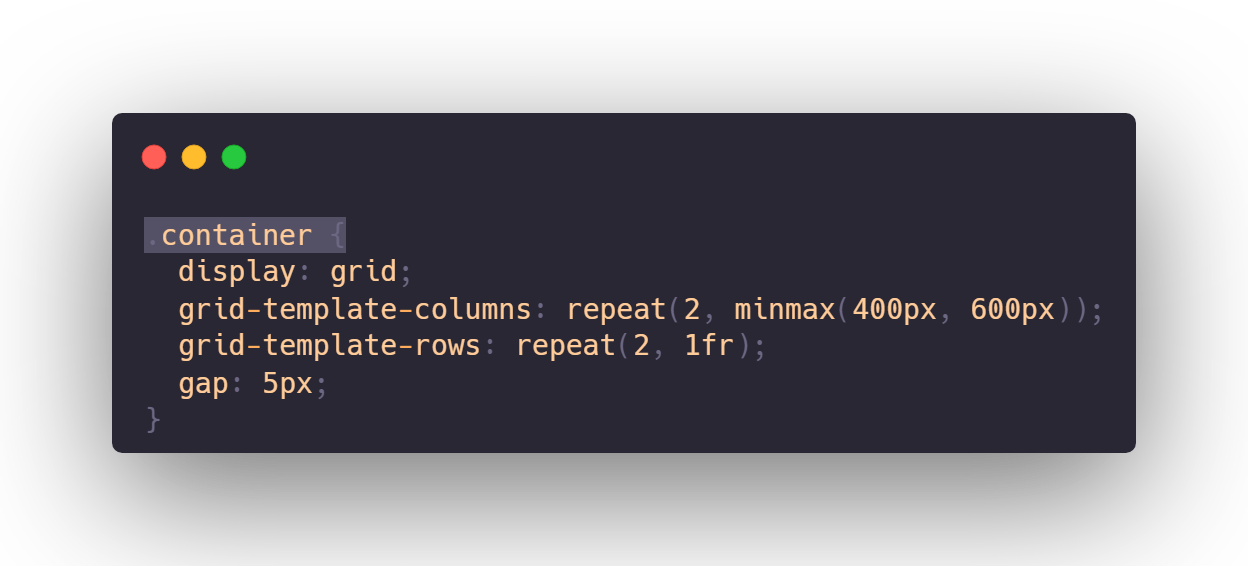 .container {
  display: grid;
  grid-template-columns: repeat(2, minmax(400px, 600px));
  grid-template-rows: repeat(2, 1fr);
  gap: 5px;
}